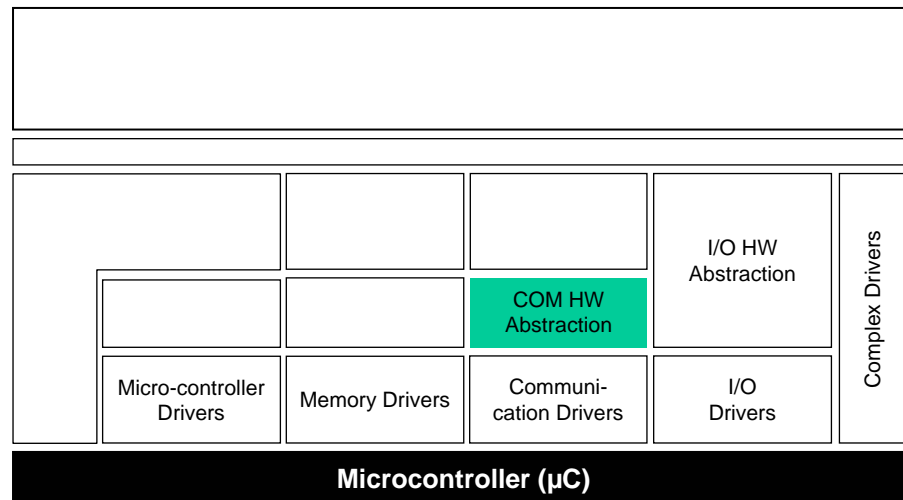 I/O HW
Abstraction
Complex Drivers
COM HW
Abstraction
Micro-controller
Drivers
Memory Drivers
Communi-
cation Drivers
I/O
Drivers
Microcontroller (µC)